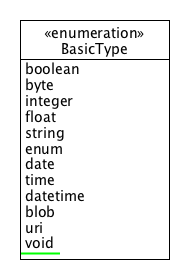 «enumeration»
BasicType
boolean
byte
integer
float
string
enum
date
time
datetime
blob
uri
void